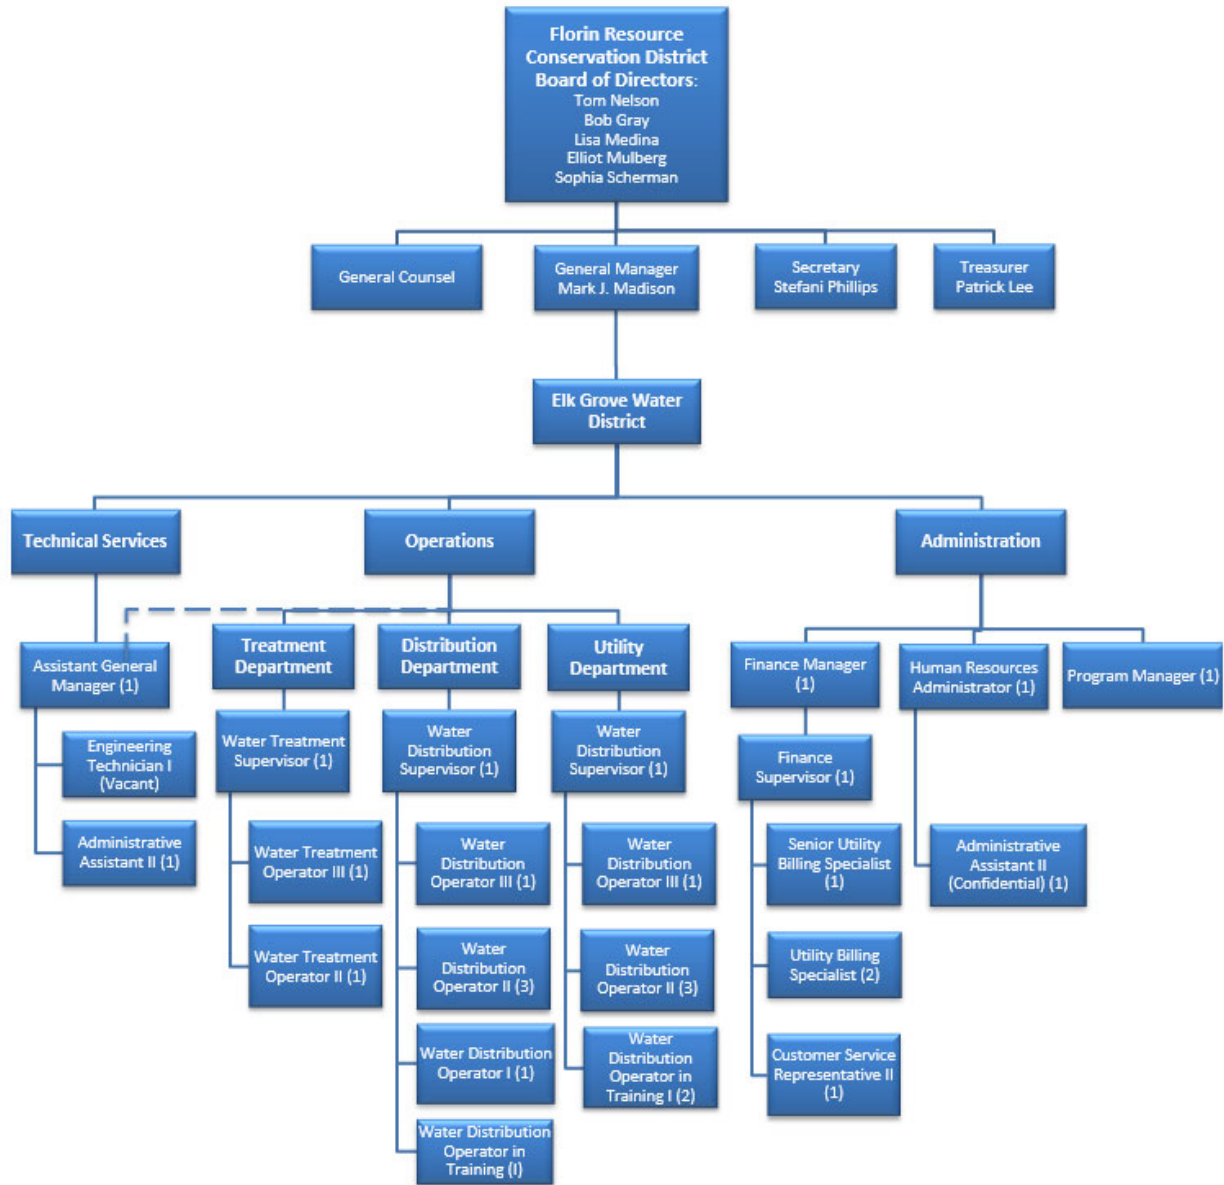 Florin Resource
Conservation District
Board of Directors:
Tom Nelson
Bob Gray
Lisa Medina
Elliot Mulberg
Sophia Scherman
General Counsel
General Manager
Mark J. Madison
Secretary
Stefani Phillips
Treasurer
Patrick Lee
Elk Grove Water
District
Technical Services
Operations
Administration
Assistant General
Manager (1)
Engineering
Technician I
(Vacant)
Administrative
Assistant II (1)
Treatment
Department
Water Treatment
Supervisor (1)
Water Treatment
Operator III (1)
Water Treatment
Operator II (1)
Distribution
Department
Water
Distribution
Supervisor (1)
Water
Distribution
Operator III (1)
Water
Distribution
Operator II (3)
Water Distribution
Operator I (1)
Water Distribution
Operator in
Training (I)
Utility
Department
Water
Distribution
Supervisor (1)
Water
Distribution
Operator III (1)
Water
Distribution
Operator II (3)
Water
Distribution
Operator in
Training I (2)
Finance Manager
(1)
Finance
Supervisor (1)
Senior Utility
Billing Specialist
(1)
Utility Billing
Specialist (2)
Customer Service
Representative II
(1)
Human Resources
Administrator (1)
Administrative
Assistant II
(Confidential) (1)
Program Manager (1)